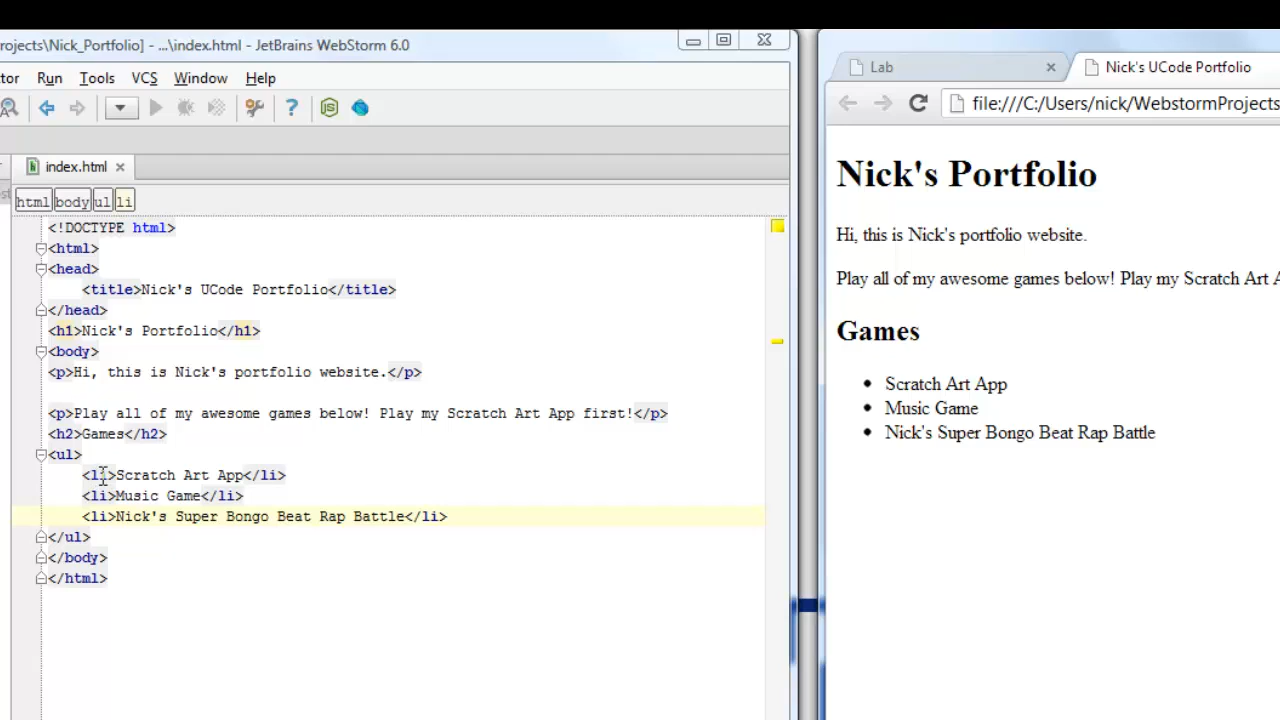 rojects\Nick_Portfolio] - ...\index.html - JetBrains WebStorm 6.0
tor Run Tools VCS Window Help
index.html
html body ul li
<!DOCTYPE html>
<html>
<head>
<title>Nick's UCode Portfolio</title>
</head>
<h1>Nick's Portfolio</h1>
<body>
<p>Hi, this is Nick's portfolio website.</p>
<p>Play all of my awesome games below! Play my Scratch Art App first!</p>
<h2>Games</h2>
<ul>
<li>Scratch Art App</li>
<li>Music Game</li>
<li>Nick's Super Bongo Beat Rap Battle</li>
</ul>
</body>
</html>
Lab
Nick's UCode Portfolio
file:///C:/Users/nick/WebstormProjects
Nick's Portfolio
Hi, this is Nick's portfolio website.
Play all of my awesome games below! Play my Scratch A
Games
• Scratch Art App
• Music Game
• Nick's Super Bongo Beat Rap Battle